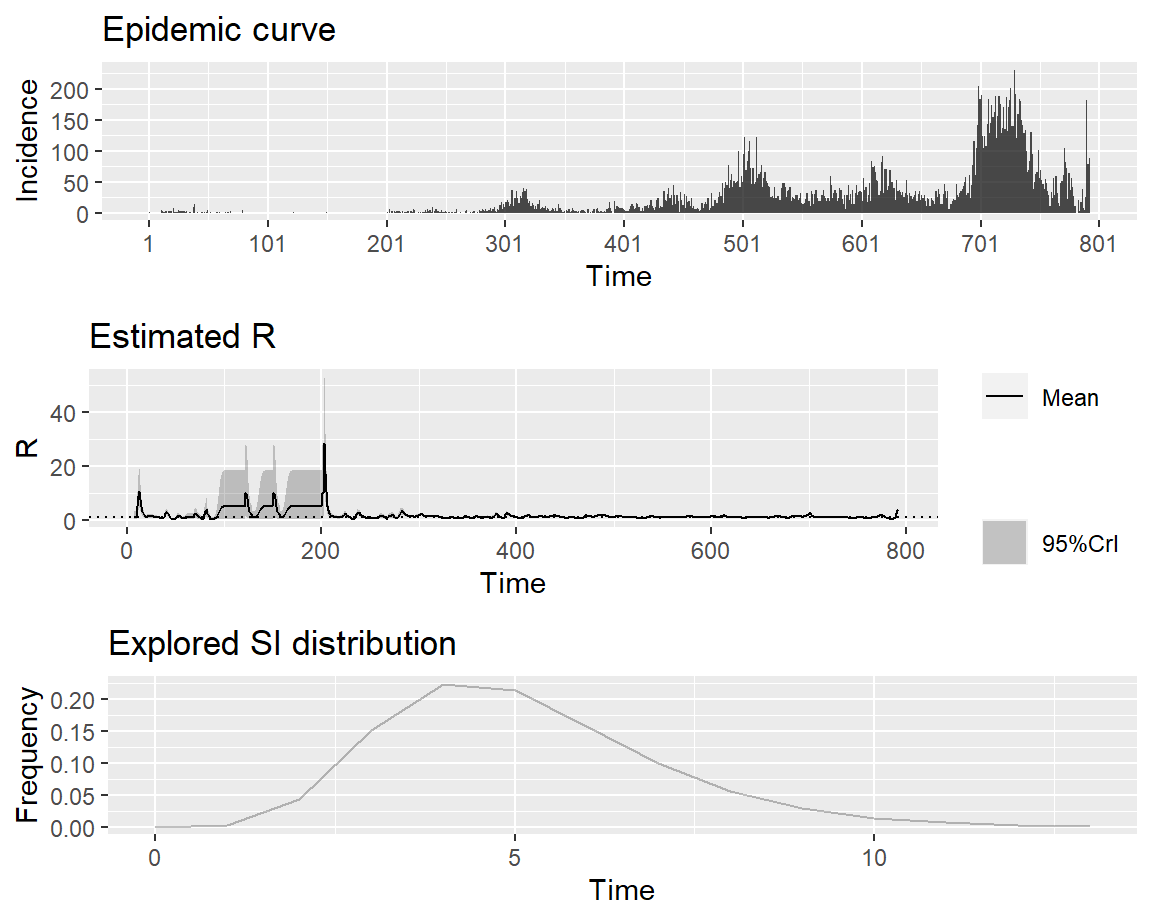 Epidemic curve
Incidence
200
150
100
50
0
1 101 201 301 401 501 601 701 801
Time
Estimated R
R
40
20
0
0 200 400 600 800
Time
Mean
95%CrI
Explored SI distribution
Frequency
0.20
0.15
0.10
0.05
0.00
0 5 10
Time